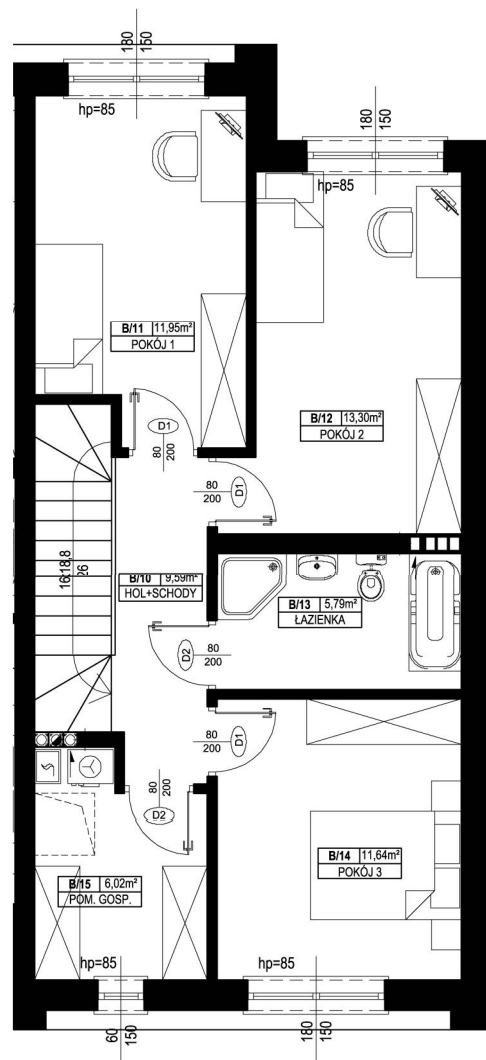 180
150
hp=85
180
150
hp=85
B/11 11,95m²
POKÓJ 1
B/12 13,30m²
POKÓJ 2
D1
80
200
80
200
D1
26
B/10 9,59m²
HOL+SCHODY
B/13 5,79m²
ŁAZIENKA
D2
80
200
80
200
D1
80
200
D2
B/14 11,64m²
POKÓJ 3
B/15 6,02m²
POM. GOSP.
hp=85
hp=85
60
150
180
150